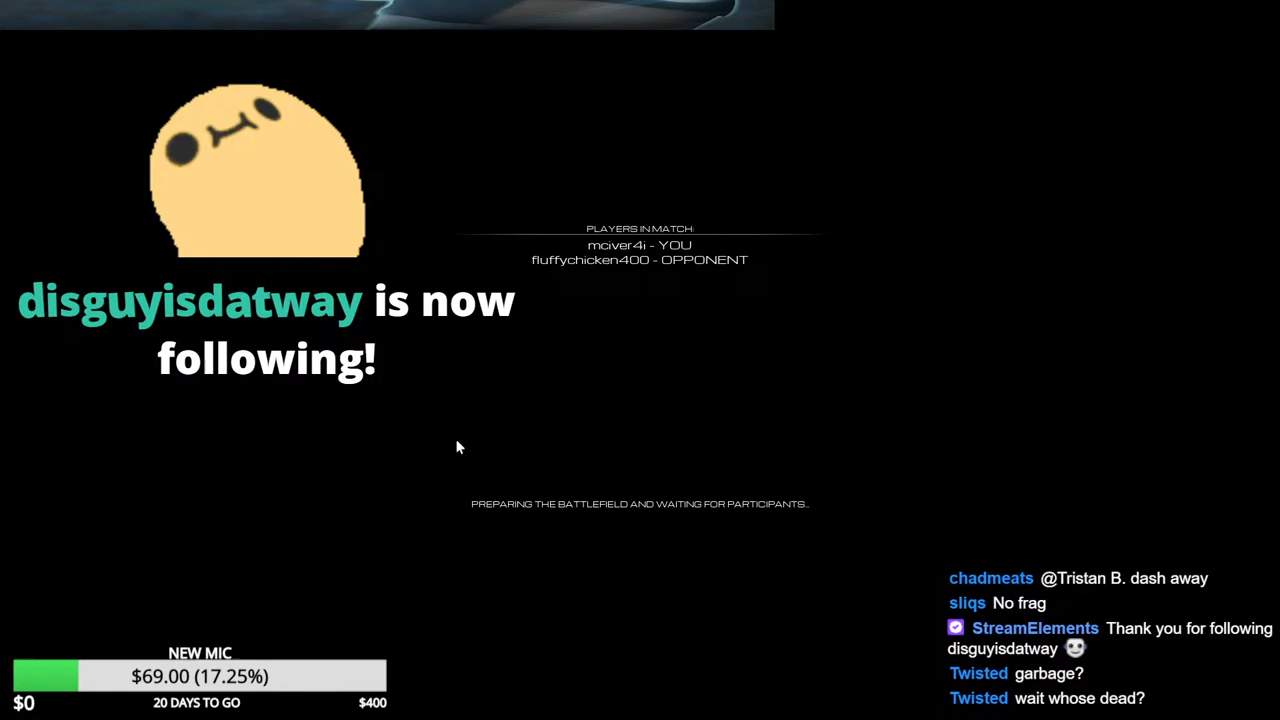 PLAYERS IN MATCH:
mciver4i - YOU
fluffychicken400 - OPPONENT
disguyisdatway is now
following!
PREPARING THE BATTLEFIELD AND WAITING FOR PARTICIPANTS...
chadmeats @Tristan B. dash away
sliqs No frag
StreamElements Thank you for following
disguyisdatway
Twisted garbage?
Twisted wait whose dead?
NEW MIC
$69.00 (17.25%)
$0 20 DAYS TO GO $400